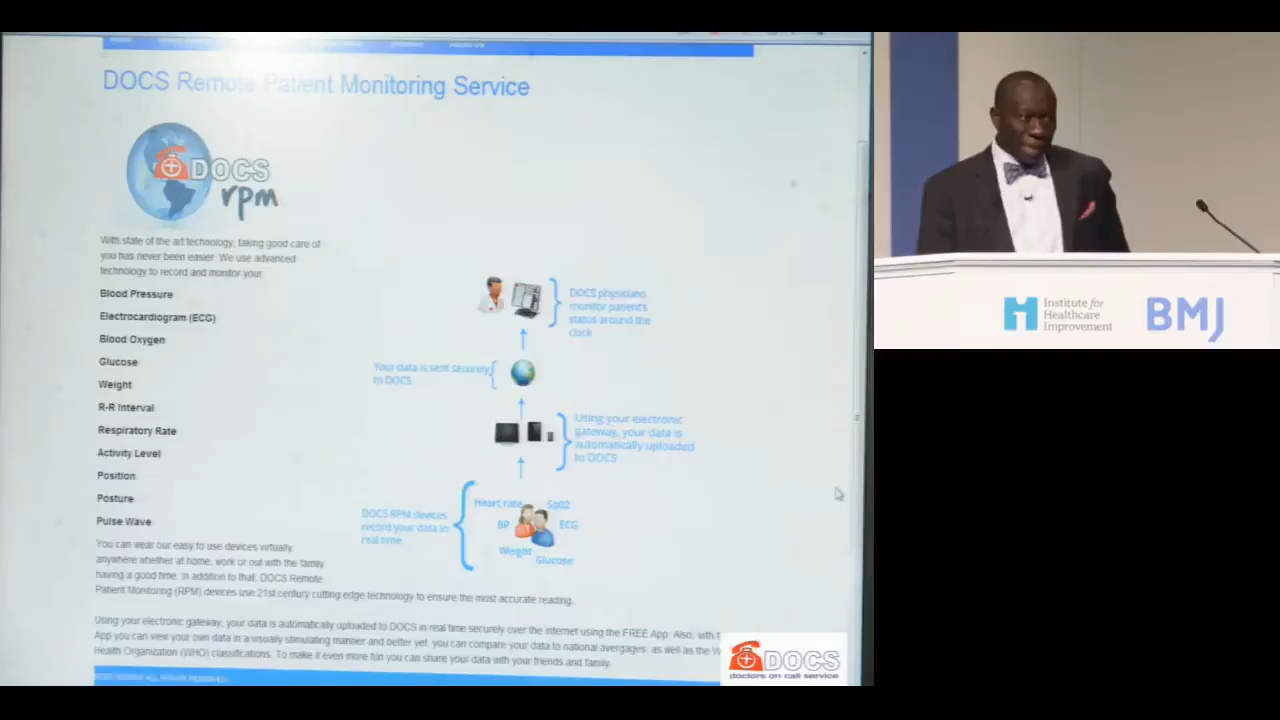 About Us
DOCS Remote Patient Monitoring Service
DOCS
rpm
With state of the art technology, taking good care of
you has never been easier. We use advanced
technology to record and monitor your
Blood Pressure
Electrocardiogram (ECG)
Blood Oxygen
Glucose
Weight
R-R Interval
Respiratory Rate
Activity Level
Position
Posture
Pulse Wave
You can wear our easy to use devices virtually
anywhere whether at home, work or out with the family
having a good time. In addition to that, DOCS Remote
Patient Monitoring (RPM) devices use 21st century cutting edge technology to ensure the most accurate reading.
Using your electronic gateway, your data is automatically uploaded to DOCS in real time securely over the internet using the FREE App. Also, with
App you can view your own data in a visually stimulating manner and better yet, you can compare your data to national avergages, as well as the
Health Organization (WHO) classifications. To make it even more fun you can share your data with your friends and family.
DOCS physicians
monitor patient's
status around the
clock
Your data is sent securely
to DOCS
Using your electronic
gateway, your data is
automatically uploaded
to DOCS
DOCS RPM devices
record your data in
real time
Heart rate
Sp02
BP
ECG
Weight
Glucose
DOCS
doctors on call service
Institute for
Healthcare
Improvement
BMJ